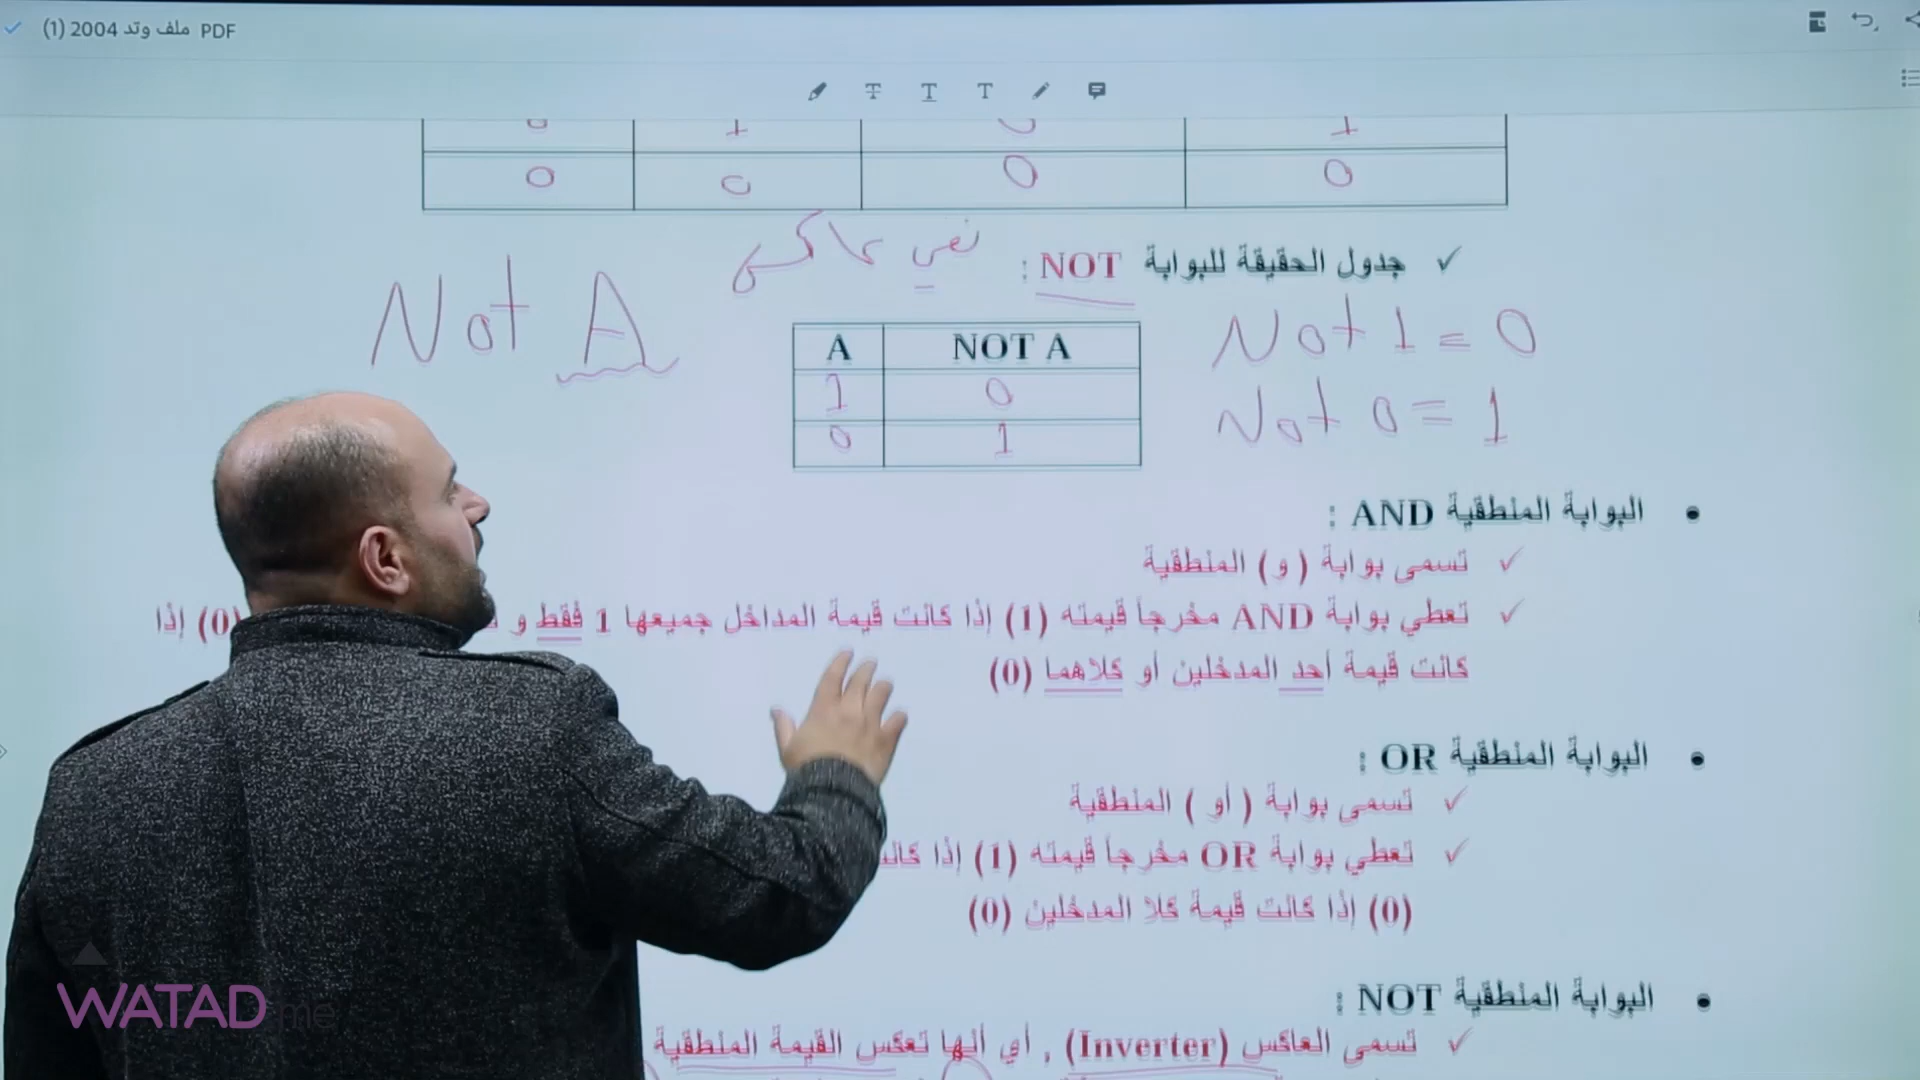 ملف وتد 2004 (1) PDF
0 0 0 0
✓ جدول الحقيقة للبوابة NOT :
نفي عاكس
Not A
A NOT A
1 0
0 1
Not 1 = 0
Not 0 = 1
• البوابة المنطقية AND :
✓ تسمى بوابة ( و ) المنطقية
✓ تعطي بوابة AND مخرجاً قيمته (1) إذا كانت قيمة المداخل جميعها 1 فقط و (0) إذا
كانت قيمة أحد المدخلين أو كلاهما (0)
• البوابة المنطقية OR :
✓ تسمى بوابة ( أو ) المنطقية
✓ تعطي بوابة OR مخرجاً قيمته (1) إذا
(0) إذا كانت قيمة كلا المدخلين (0)
• البوابة المنطقية NOT :
✓ تسمى العاكس (Inverter) , أي أنها تعكس القيمة المنطقية
WATAD me